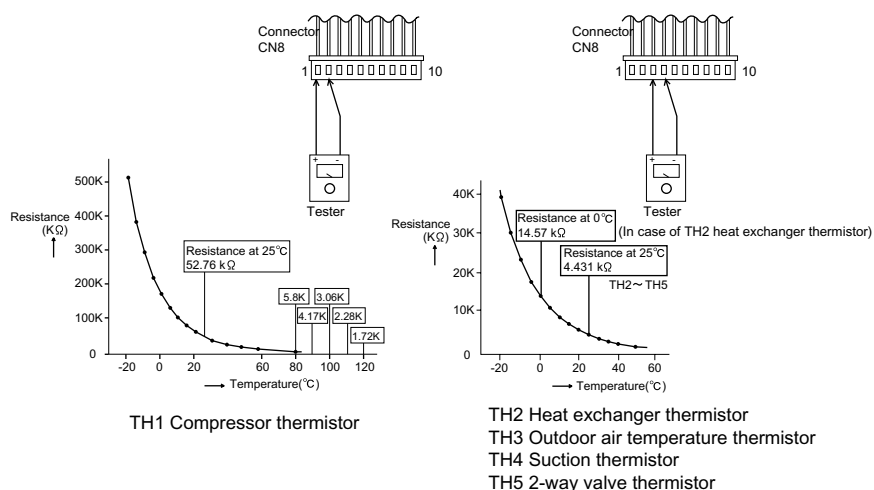 Connector
CN8
1
10
+ -
Tester
Resistance
(KΩ)
500K
400K
300K
200K
100K
0
Resistance at 25℃
52.76 kΩ
5.8K
4.17K
3.06K
2.28K
1.72K
-20 0 20 40 60 80 100 120
Temperature(℃)
TH1 Compressor thermistor
Connector
CN8
1
10
+ -
Tester
Resistance
(KΩ)
40K
30K
20K
10K
0
Resistance at 0℃
14.57 kΩ
(In case of TH2 heat exchanger thermistor)
Resistance at 25℃
4.431 kΩ
TH2～TH5
-20 0 20 40 60
Temperature(℃)
TH2 Heat exchanger thermistor
TH3 Outdoor air temperature thermistor
TH4 Suction thermistor
TH5 2-way valve thermistor